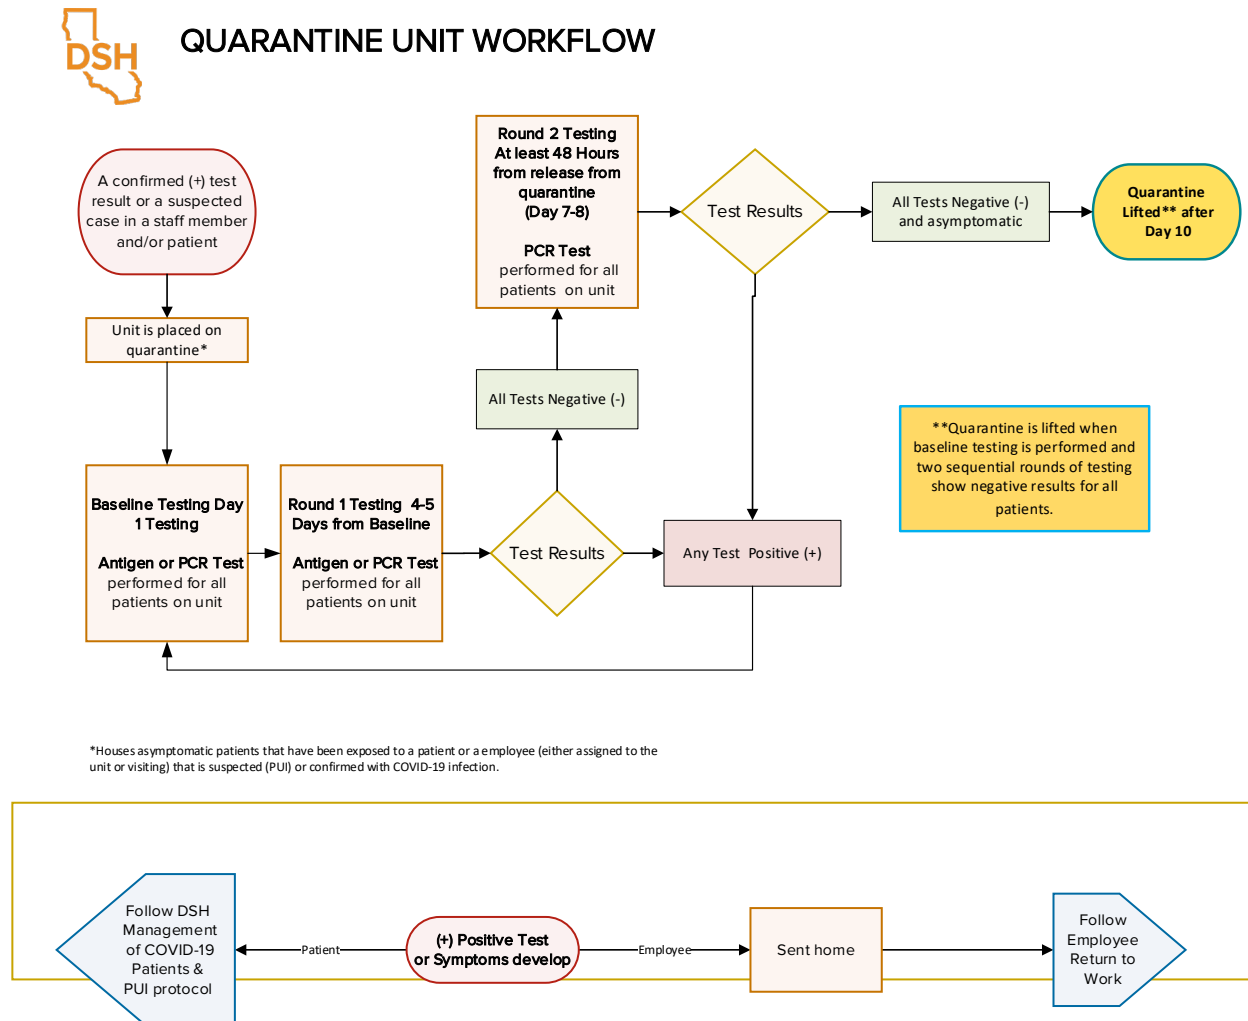 DSH
QUARANTINE UNIT WORKFLOW
A confirmed (+) test
result or a suspected
case in a staff member
and/or patient
Unit is placed on
quarantine*
Baseline Testing Day
1 Testing
Antigen or PCR Test
performed for all
patients on unit
Round 1 Testing 4-5
Days from Baseline
Antigen or PCR Test
performed for all
patients on unit
Test Results
All Tests Negative (-)
Round 2 Testing
At least 48 Hours
from release from
quarantine
(Day 7-8)
PCR Test
performed for all
patients on unit
Test Results
All Tests Negative (-)
and asymptomatic
Quarantine
Lifted** after
Day 10
Any Test Positive (+)
**Quarantine is lifted when
baseline testing is performed and
two sequential rounds of testing
show negative results for all
patients.
*Houses asymptomatic patients that have been exposed to a patient or a employee (either assigned to the
unit or visiting) that is suspected (PUI) or confirmed with COVID-19 infection.
Follow DSH
Management
of COVID-19
Patients &
PUI protocol
Patient
(+) Positive Test
or Symptoms develop
Employee
Sent home
Follow
Employee
Return to
Work